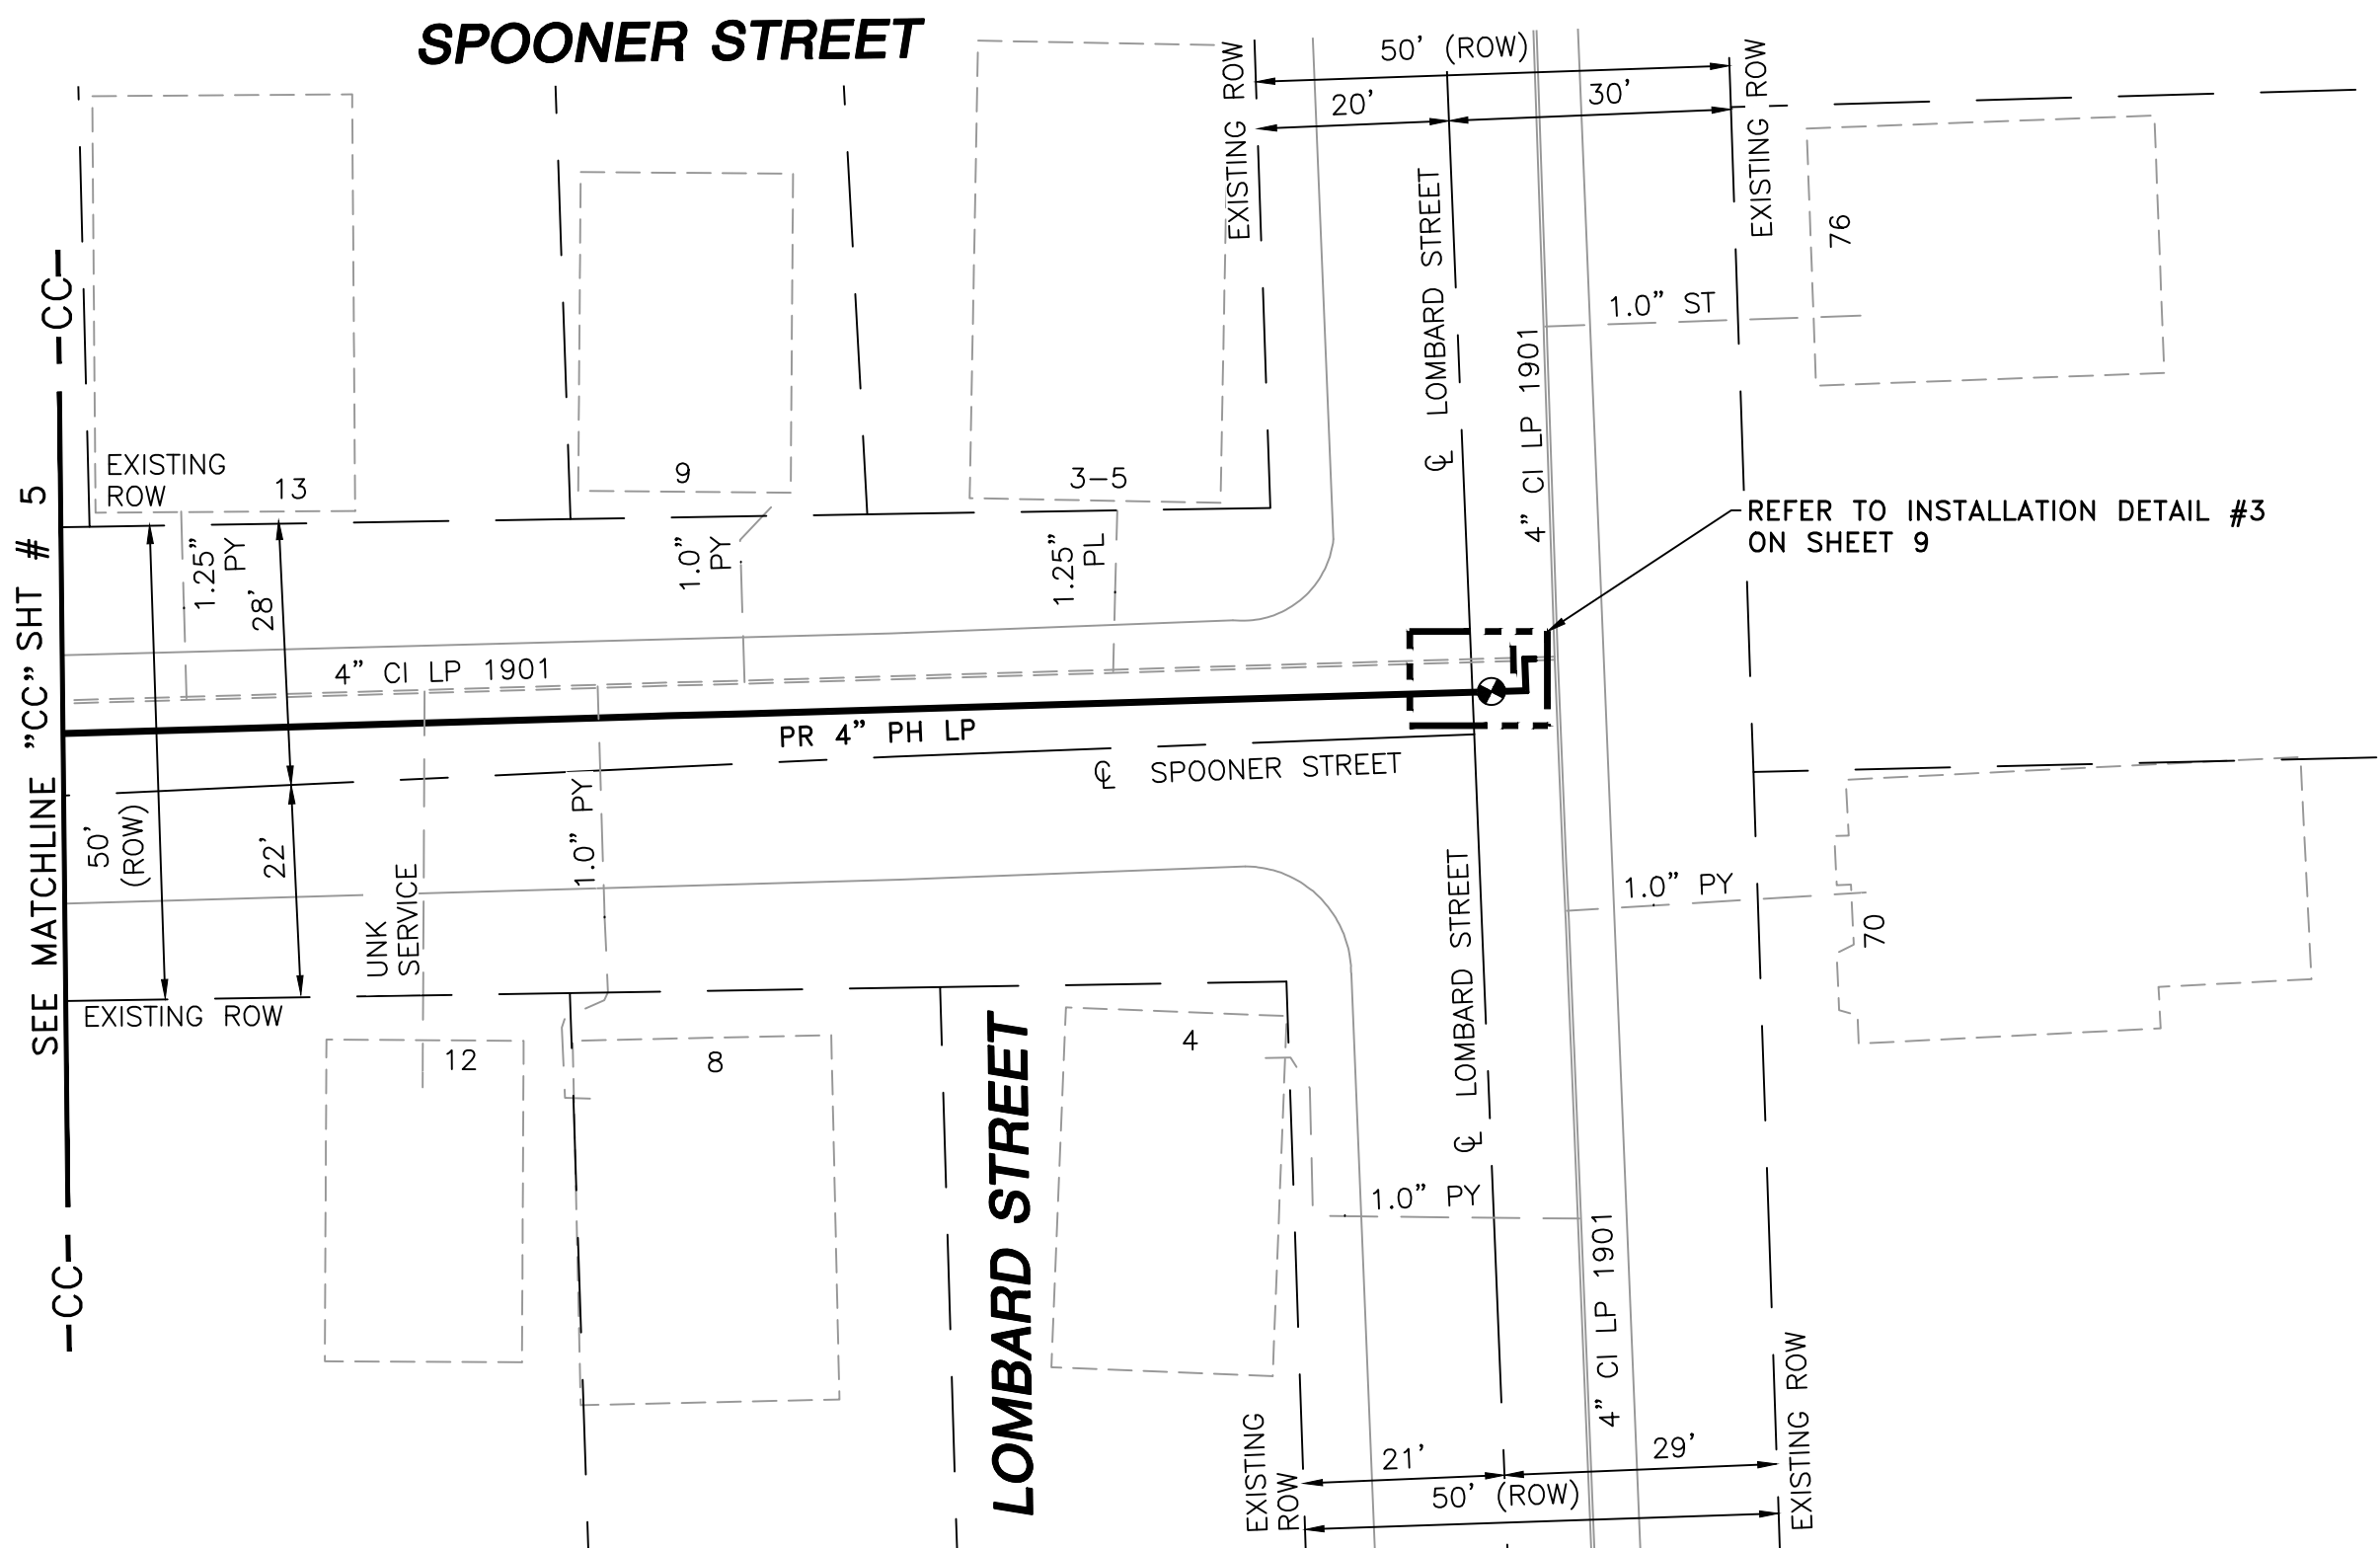 SPOONER STREET
50' (ROW)
20'
30'
EXISTING ROW
EXISTING ROW
℄ LOMBARD STREET
4" CI LP 1901
1.0" ST
76
-CC-
SEE MATCHLINE "CC" SHT # 5
EXISTING
ROW
13
9
3-5
1.25"
PY
28'
1.0"
PY
1.25"
PL
REFER TO INSTALLATION DETAIL #3
ON SHEET 9
4" CI LP 1901
PR 4" PH LP
℄ SPOONER STREET
50'
(ROW)
22'
1.0" PY
UNK
SERVICE
EXISTING ROW
12
8
4
℄ LOMBARD STREET
1.0" PY
70
1.0" PY
4" CI LP 1901
LOMBARD STREET
-CC-
EXISTING
ROW
21'
29'
50' (ROW)
EXISTING ROW